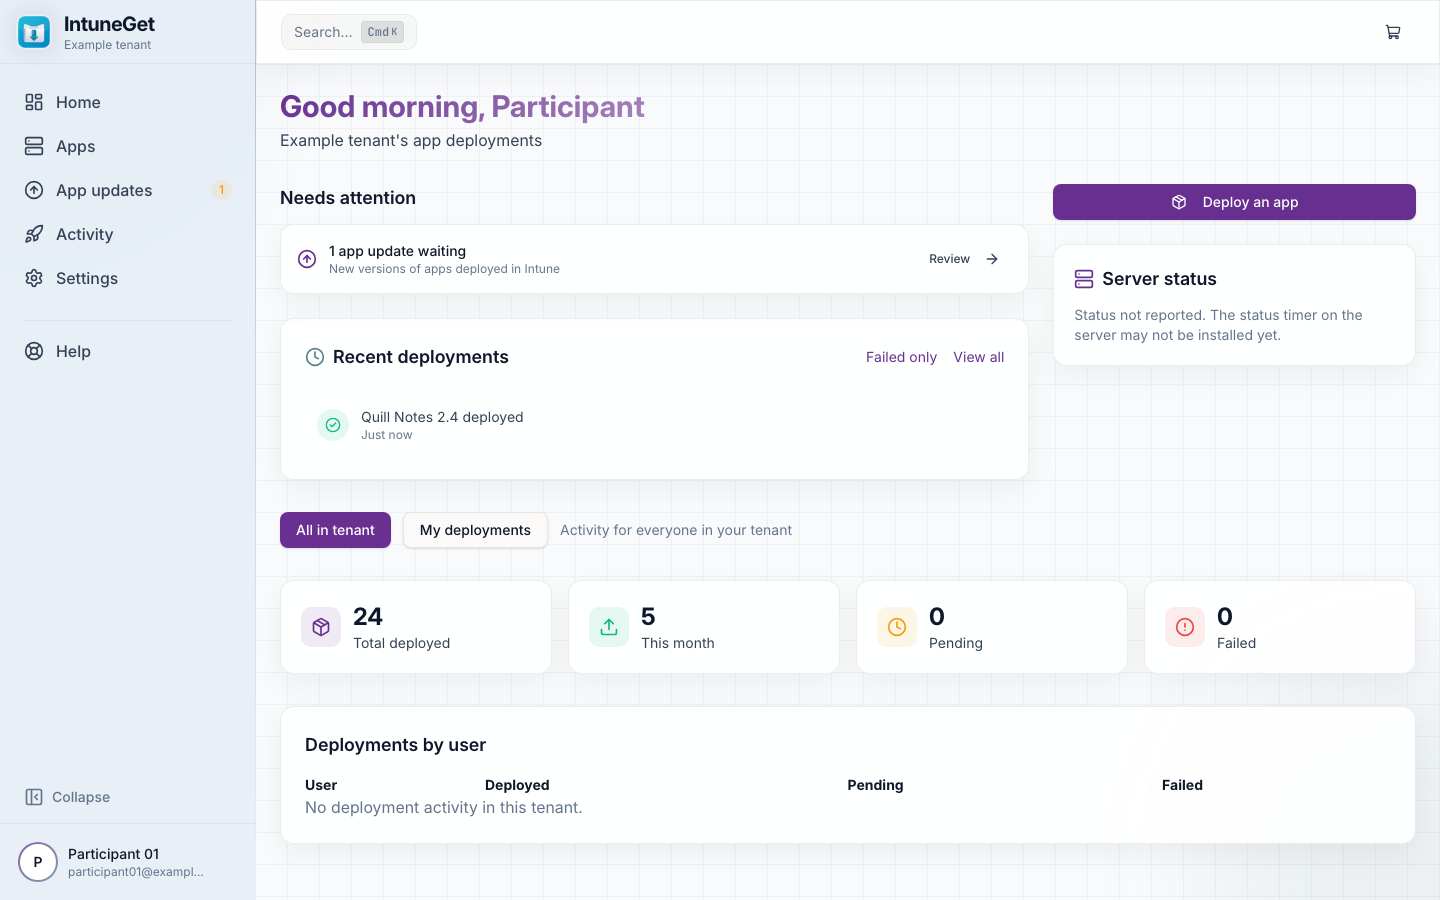 IntuneGet
Example tenant
Home
Apps
App updates
1
Activity
Settings
Help
Collapse
P
Participant 01
participant01@exampl...
Search...
Cmd K
Good morning, Participant
Example tenant's app deployments
Needs attention
1 app update waiting
New versions of apps deployed in Intune
Review
Recent deployments
Failed only
View all
Quill Notes 2.4 deployed
Just now
Deploy an app
Server status
Status not reported. The status timer on the
server may not be installed yet.
All in tenant
My deployments
Activity for everyone in your tenant
24
Total deployed
5
This month
0
Pending
0
Failed
Deployments by user
User Deployed Pending Failed
No deployment activity in this tenant.